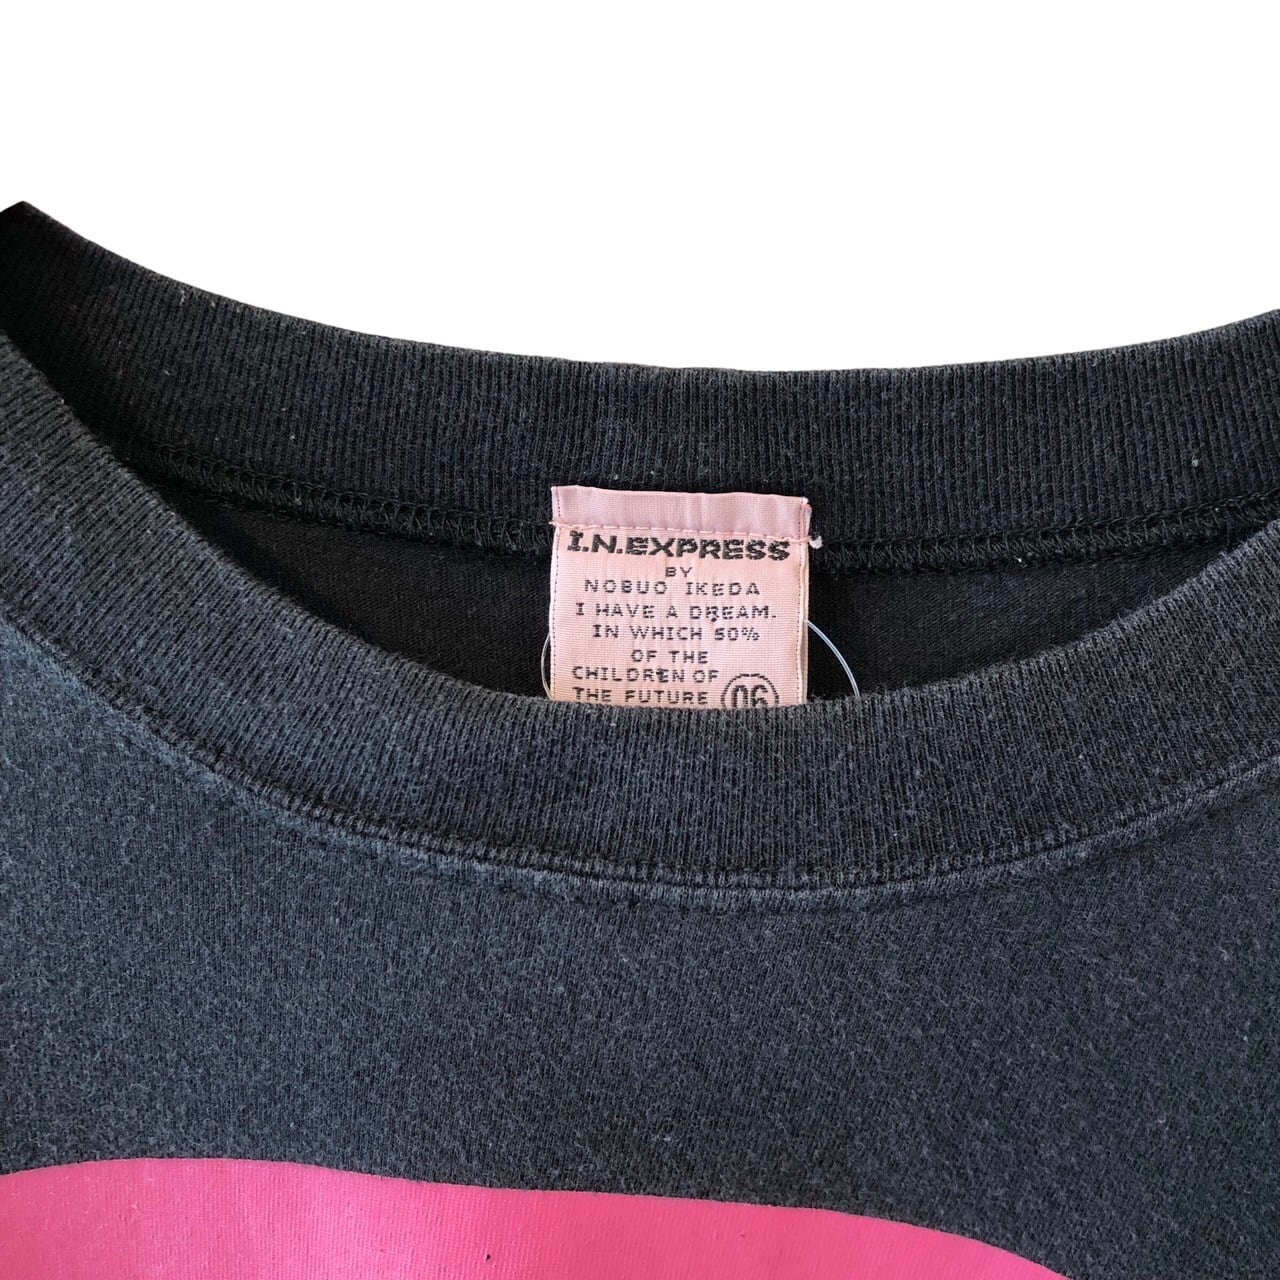 I.N.EXPRESS
BY
NOBUO IKEDA
I HAVE A DREAM.
IN WHICH 50%
OF THE
CHILDREN OF
THE FUTURE
06